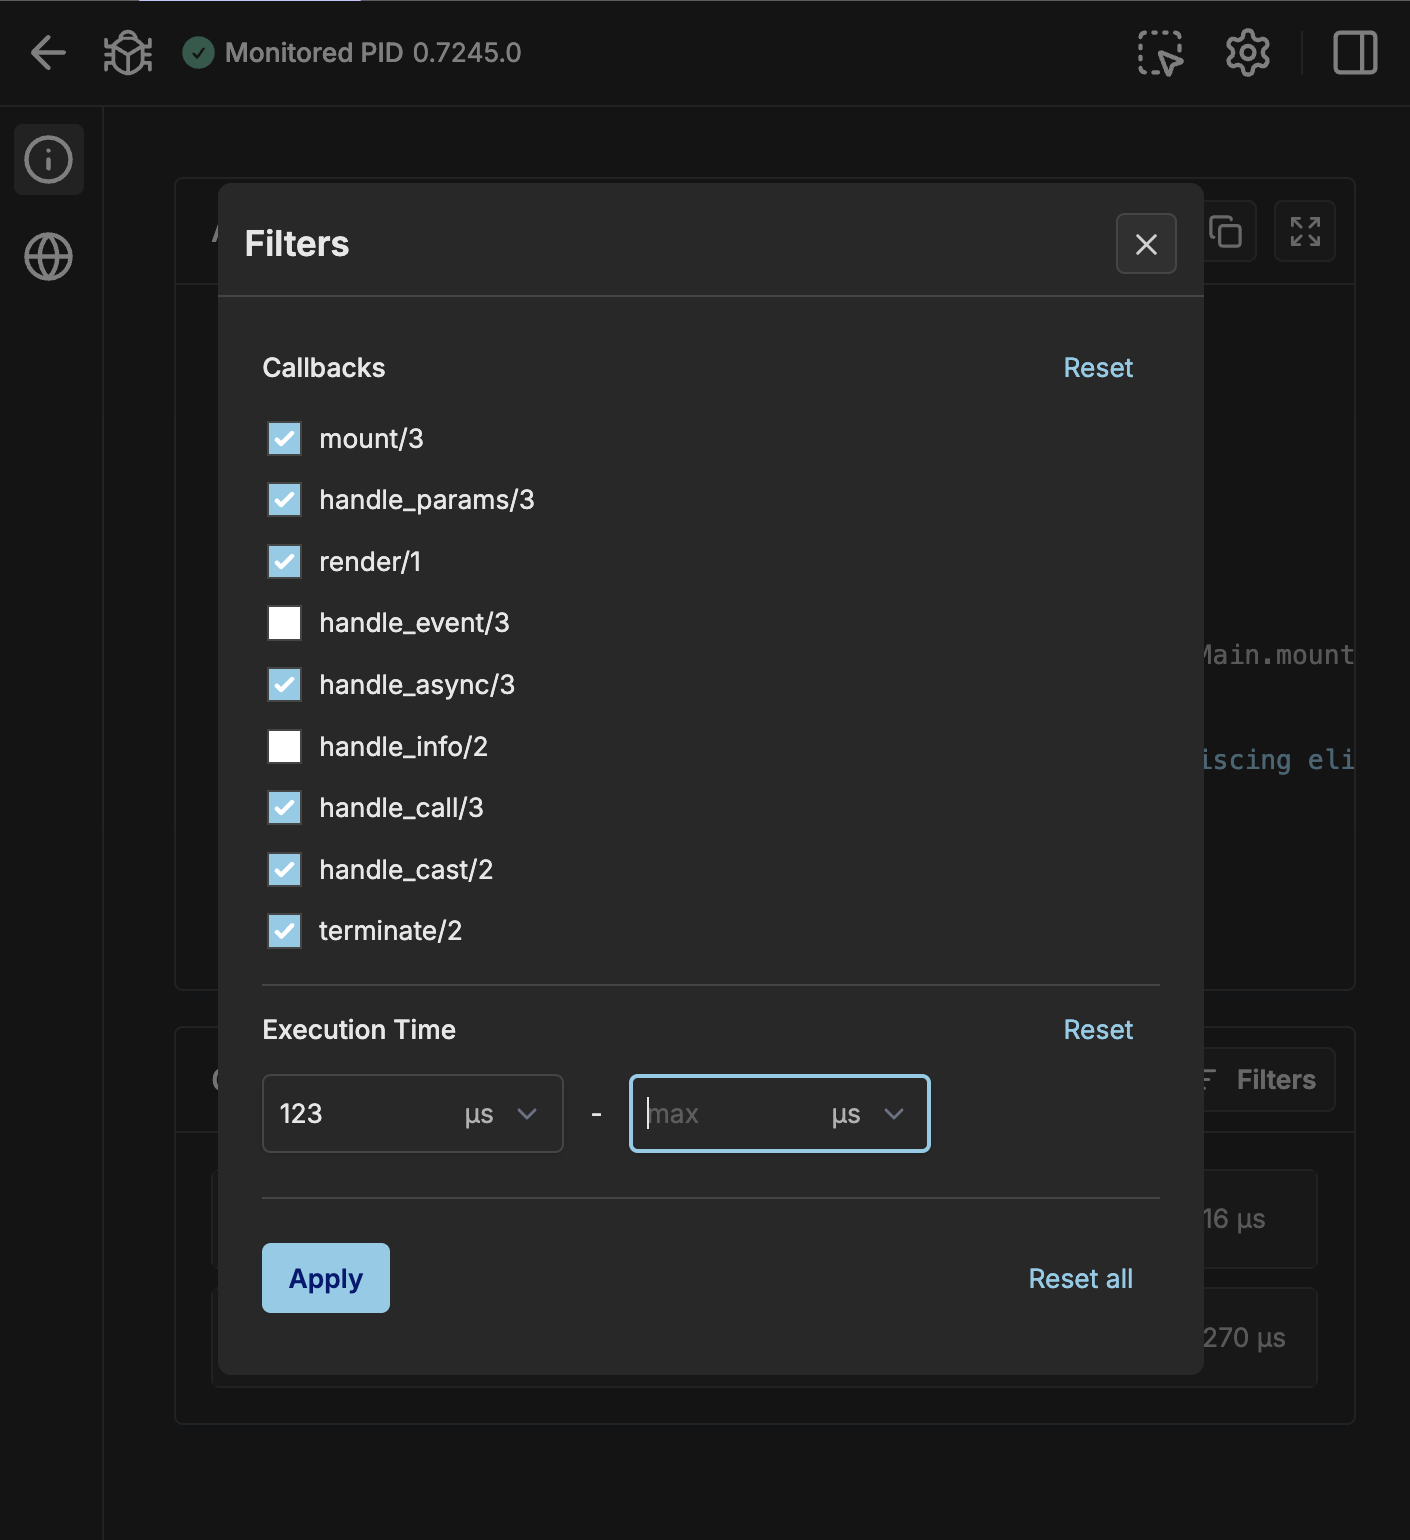 Monitored PID 0.7245.0
Filters
Callbacks
Reset
mount/3
handle_params/3
render/1
handle_event/3
handle_async/3
handle_info/2
handle_call/3
handle_cast/2
terminate/2
Main.mount
iscing eli
Execution Time
Reset
Filters
123 µs - max µs
16 µs
Apply
Reset all
270 µs